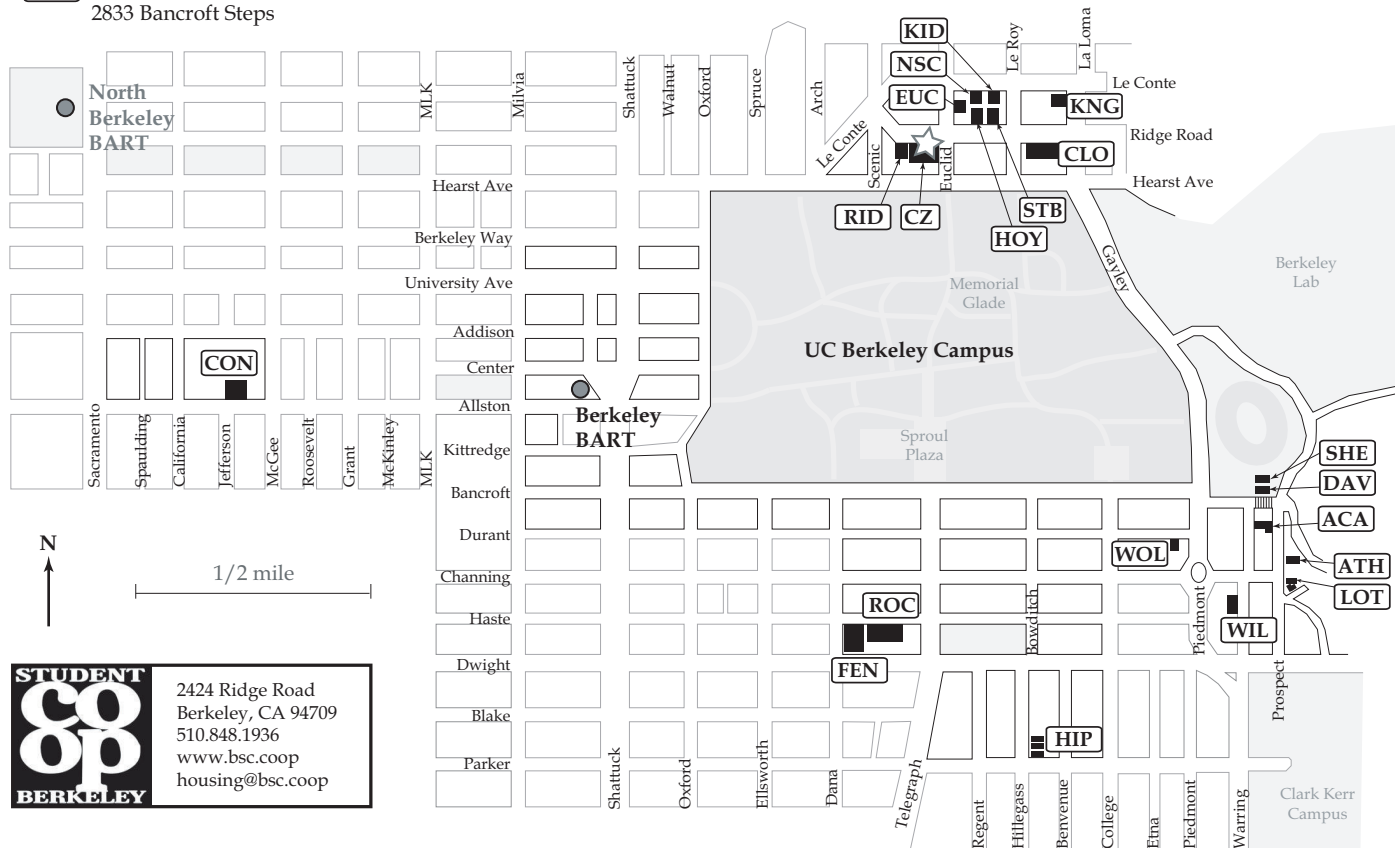 2833 Bancroft Steps
North
Berkeley
BART
MLK
Milvia
Shattuck
Walnut
Oxford
Spruce
Arch
Le Conte
Scenic
Euclid
Le Roy
La Loma
Le Conte
Ridge Road
Hearst Ave
KID
NSC
EUC
KNG
CLO
RID
CZ
STB
HOY
Hearst Ave
Berkeley Way
University Ave
Addison
Center
Allston
Kittredge
Bancroft
Durant
Channing
Haste
Dwight
Blake
Parker
Gayley
Berkeley
Lab
Memorial
Glade
UC Berkeley Campus
Sproul
Plaza
CON
Berkeley
BART
Sacramento
Spaulding
California
Jefferson
McGee
Roosevelt
Grant
McKinley
MLK
SHE
DAV
ACA
ATH
LOT
WOL
WIL
ROC
FEN
HIP
Bowditch
Piedmont
Prospect
N
1/2 mile
STUDENT
co
op
BERKELEY
2424 Ridge Road
Berkeley, CA 94709
510.848.1936
www.bsc.coop
housing@bsc.coop
Shattuck
Oxford
Ellsworth
Dana
Telegraph
Regent
Hillegass
Benvenue
College
Etna
Piedmont
Warring
Clark Kerr
Campus